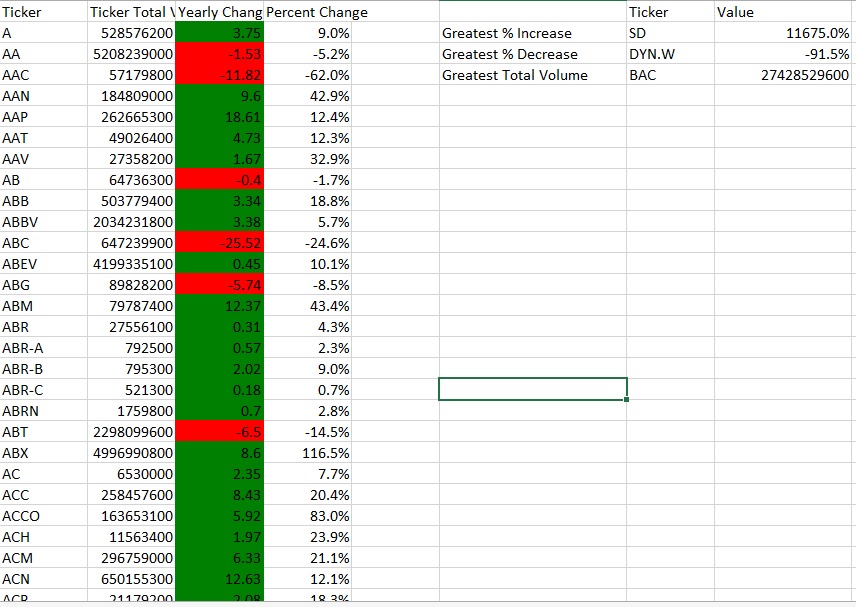 Ticker Ticker Total Yearly Chang Percent Change Ticker Value
A 528576200 3.75 9.0% Greatest % Increase SD 11675.0%
AA 5208239000 -1.53 -5.2% Greatest % Decrease DYN.W -91.5%
AAC 57179800 -11.82 -62.0% Greatest Total Volume BAC 27428529600
AAN 184809000 9.6 42.9%
AAP 262665300 18.61 12.4%
AAT 49026400 4.73 12.3%
AAV 27358200 1.67 32.9%
AB 64736300 -0.4 -1.7%
ABB 503779400 3.34 18.8%
ABBV 2034231800 3.38 5.7%
ABC 647239900 -25.52 -24.6%
ABEV 4199335100 0.45 10.1%
ABG 89828200 -5.74 -8.5%
ABM 79787400 12.37 43.4%
ABR 27556100 0.31 4.3%
ABR-A 792500 0.57 2.3%
ABR-B 795300 2.02 9.0%
ABR-C 521300 0.18 0.7%
ABRN 1759800 0.7 2.8%
ABT 2298099600 -6.5 -14.5%
ABX 4996990800 8.6 116.5%
AC 6530000 2.35 7.7%
ACC 258457600 8.43 20.4%
ACCO 163653100 5.92 83.0%
ACH 11563400 1.97 23.9%
ACM 296759000 6.33 21.1%
ACN 650155300 12.63 12.1%
21179200 2.08 18.3%